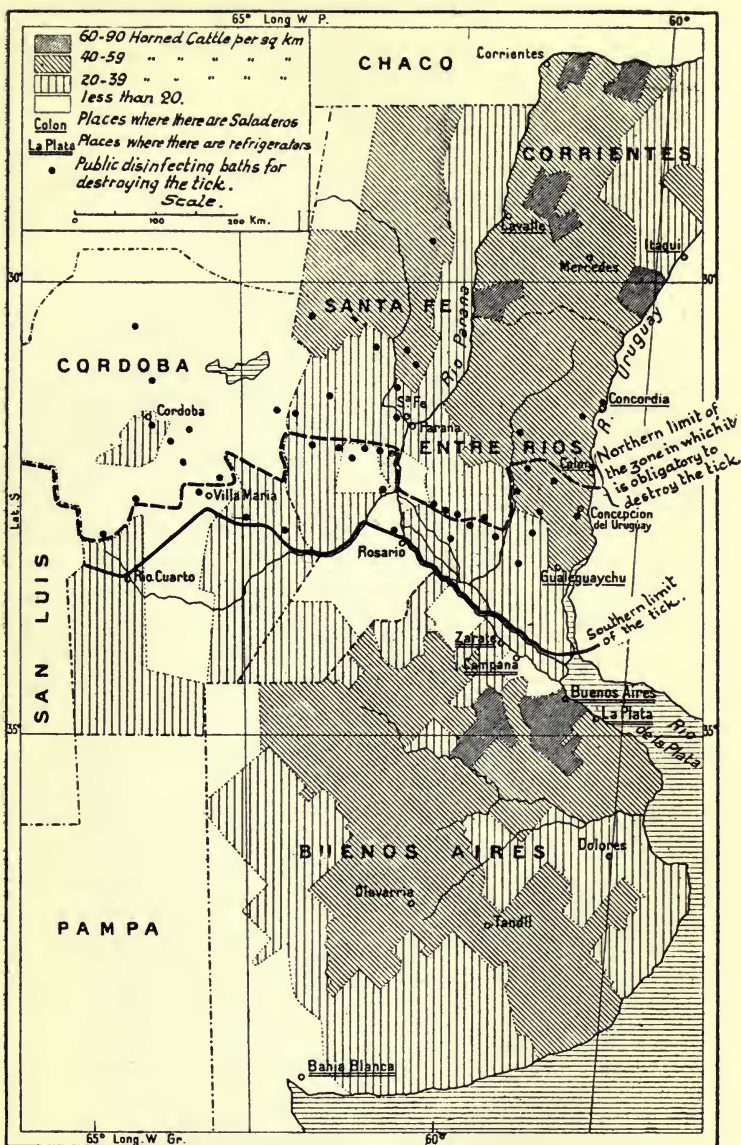 65° Long W P.
60°
60-90 Horned Cattle per sq km
40-59 " " " " "
20-39 " " " " "
less than 20.
Colon Places where there are Saladeros
La Plata Places where there are refrigerators
Public disinfecting baths for
destroying the tick.
Scale.
0 100 200 Km.
CHACO
Corrientes
CORRIENTES
Lavalle
Mercedes
Itaqui
30°
30°
SANTA FE
Rio Parana
R. Uruguay
CORDOBA
Cordoba
Sª Fe
Parana
ENTRE RIOS
Concordia
Colon
Northern limit of
the zone in which it
is obligatory to
destroy the tick.
Lat. S
Villa Maria
Concepcion
del Uruguay
Rosario
Rio Cuarto
Gualeguaychu
Southern limit
of the tick.
SAN LUIS
Zarate
Campana
Buenos Aires
La Plata
35°
35°
Rio
de la Plata
BUENOS AIRES
Dolores
Olavarria
Tandil
PAMPA
Bahia Blanca
65° Long. W Gr.
60°